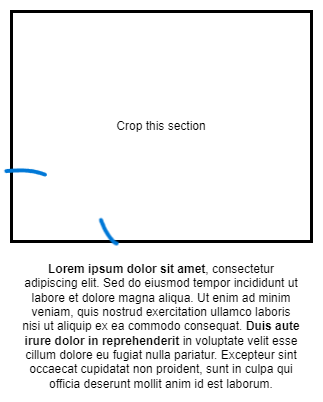 Crop this section
Lorem ipsum dolor sit amet, consectetur
adipiscing elit. Sed do eiusmod tempor incididunt ut
labore et dolore magna aliqua. Ut enim ad minim
veniam, quis nostrud exercitation ullamco laboris
nisi ut aliquip ex ea commodo consequat. Duis aute
irure dolor in reprehenderit in voluptate velit esse
cillum dolore eu fugiat nulla pariatur. Excepteur sint
occaecat cupidatat non proident, sunt in culpa qui
officia deserunt mollit anim id est laborum.